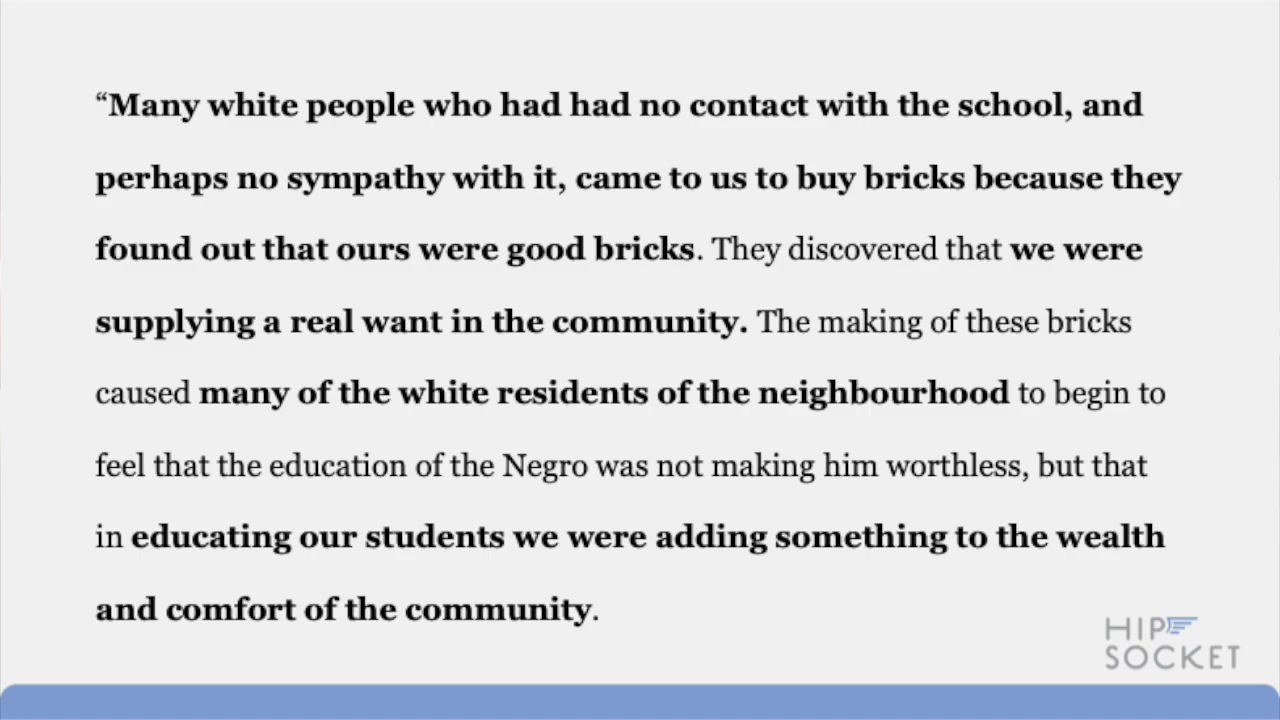 “Many white people who had had no contact with the school, and
perhaps no sympathy with it, came to us to buy bricks because they
found out that ours were good bricks. They discovered that we were
supplying a real want in the community. The making of these bricks
caused many of the white residents of the neighbourhood to begin to
feel that the education of the Negro was not making him worthless, but that
in educating our students we were adding something to the wealth
and comfort of the community.
HIP
SOCKET